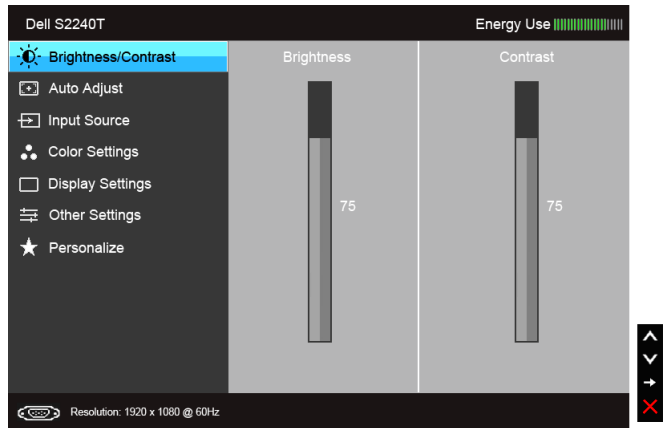 Dell S2240T
Energy Use
Brightness/Contrast
Auto Adjust
Input Source
Color Settings
Display Settings
Other Settings
Personalize
Brightness
Contrast
75
75
Resolution: 1920 x 1080 @ 60Hz